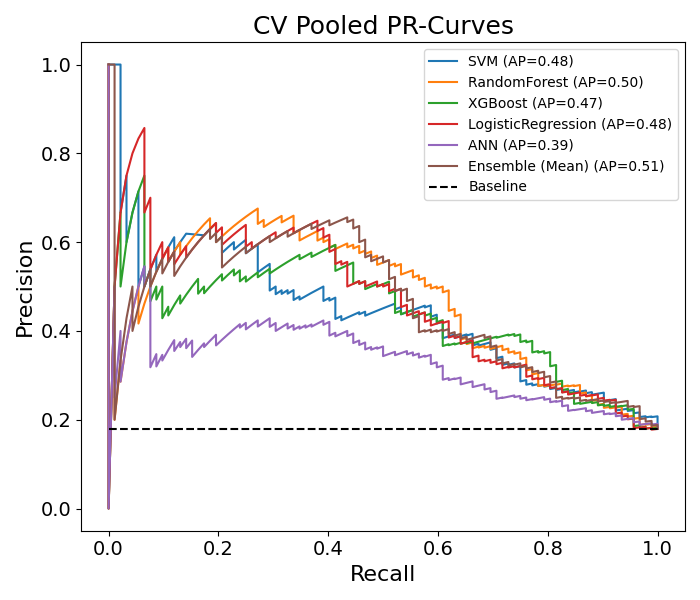 CV Pooled PR-Curves
SVM (AP=0.48)
RandomForest (AP=0.50)
XGBoost (AP=0.47)
LogisticRegression (AP=0.48)
ANN (AP=0.39)
Ensemble (Mean) (AP=0.51)
Baseline
Precision
1.0
0.8
0.6
0.4
0.2
0.0
0.0 0.2 0.4 0.6 0.8 1.0
Recall